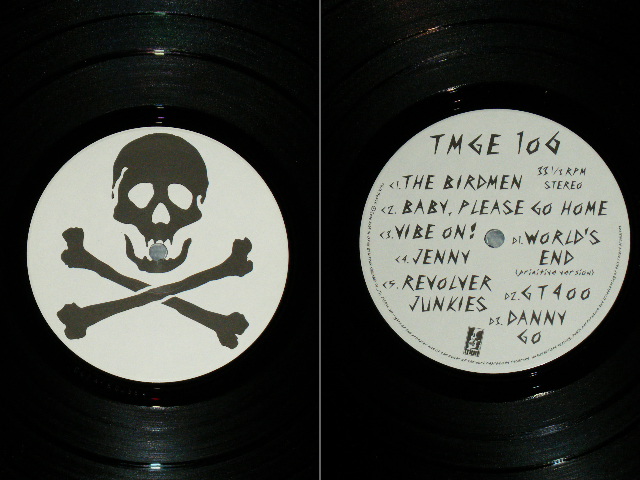 TMGE 106
33 1/3 RPM
STEREO
C1. THE BIRDMEN
C2. BABY, PLEASE GO HOME
C3. VIBE ON!
C4. JENNY
C5. REVOLVER
JUNKIES
D1. WORLD'S
END
(primitive version)
D2. GT400
D3. DANNY
GO